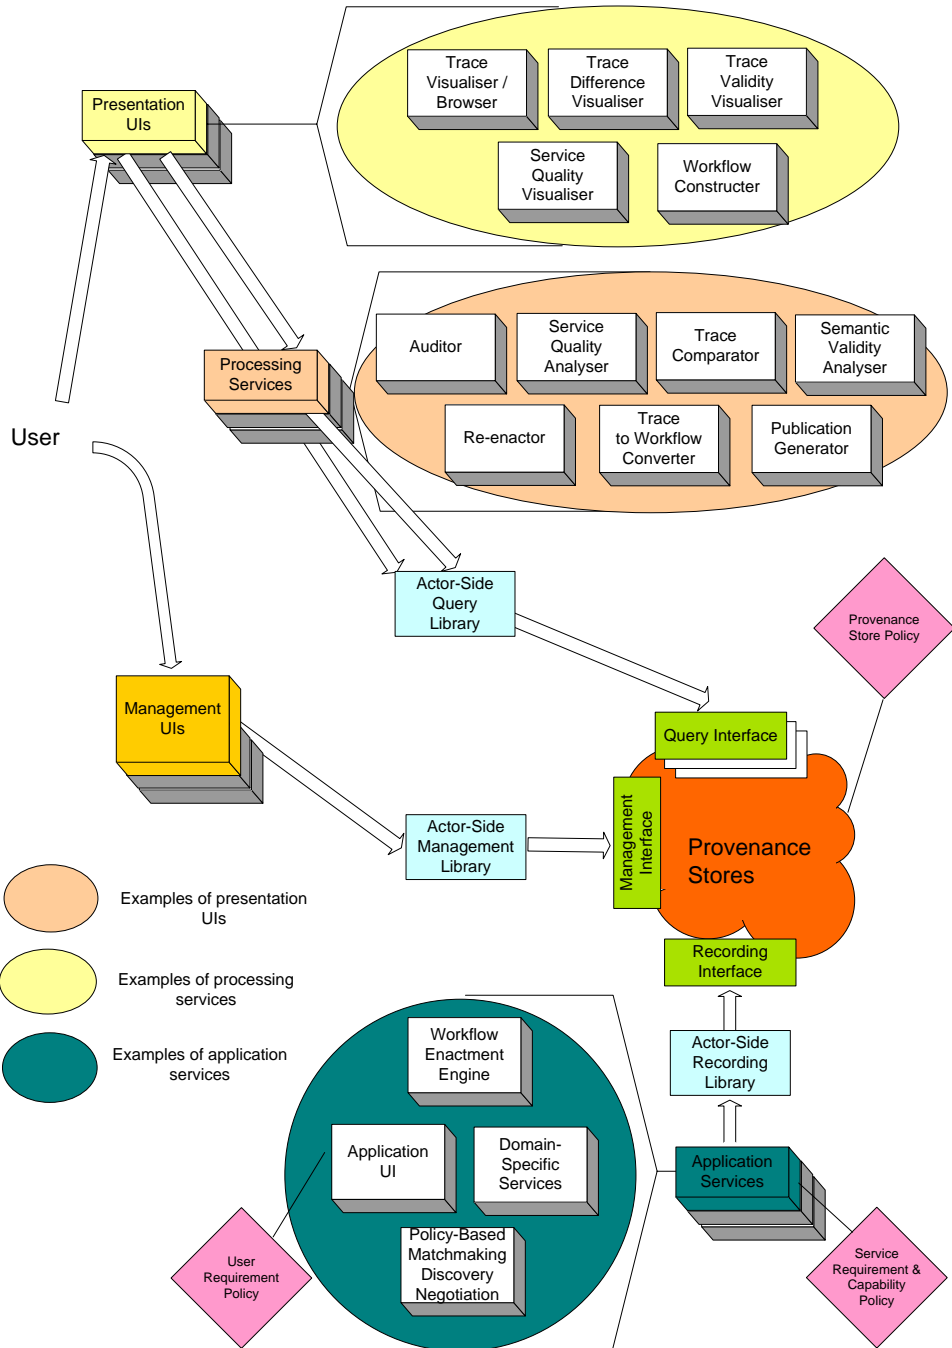 Presentation
UIs
Trace
Visualiser /
Browser
Trace
Difference
Visualiser
Trace
Validity
Visualiser
Service
Quality
Visualiser
Workflow
Constructer
Processing
Services
Auditor
Service
Quality
Analyser
Trace
Comparator
Semantic
Validity
Analyser
Re-enactor
Trace
to Workflow
Converter
Publication
Generator
User
Actor-Side
Query
Library
Provenance
Store Policy
Management
UIs
Query Interface
Actor-Side
Management
Library
Management
Interface
Provenance
Stores
Recording
Interface
Examples of presentation
UIs
Examples of processing
services
Examples of application
services
Workflow
Enactment
Engine
Actor-Side
Recording
Library
Application
UI
Domain-
Specific
Services
Application
Services
Policy-Based
Matchmaking
Discovery
Negotiation
User
Requirement
Policy
Service
Requirement &
Capability
Policy